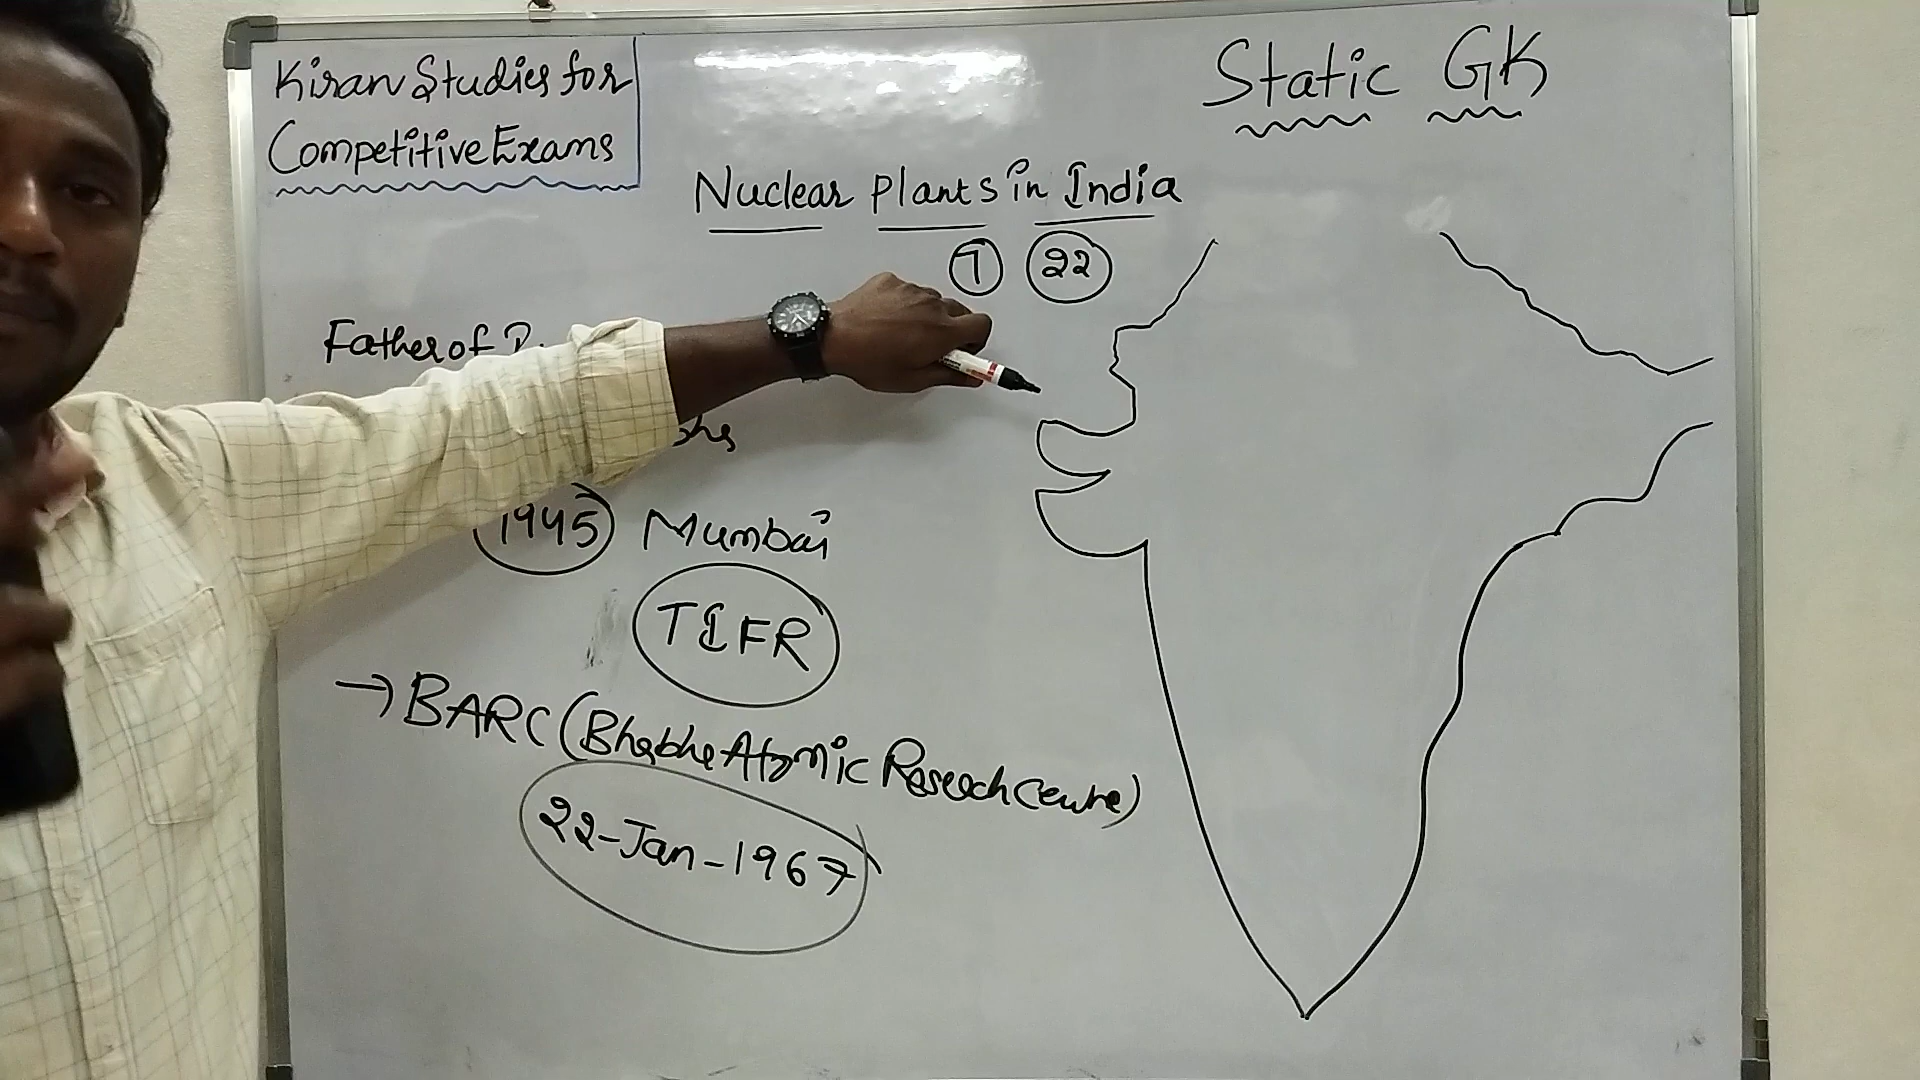 Kiran Studies for
Competitive Exams
Static GK
Nuclear plants in India
7 22
Father of
1945 Mumbai
TIFR
→ BARC (Bhabha Atomic Reseach Centre)
22-Jan-1967